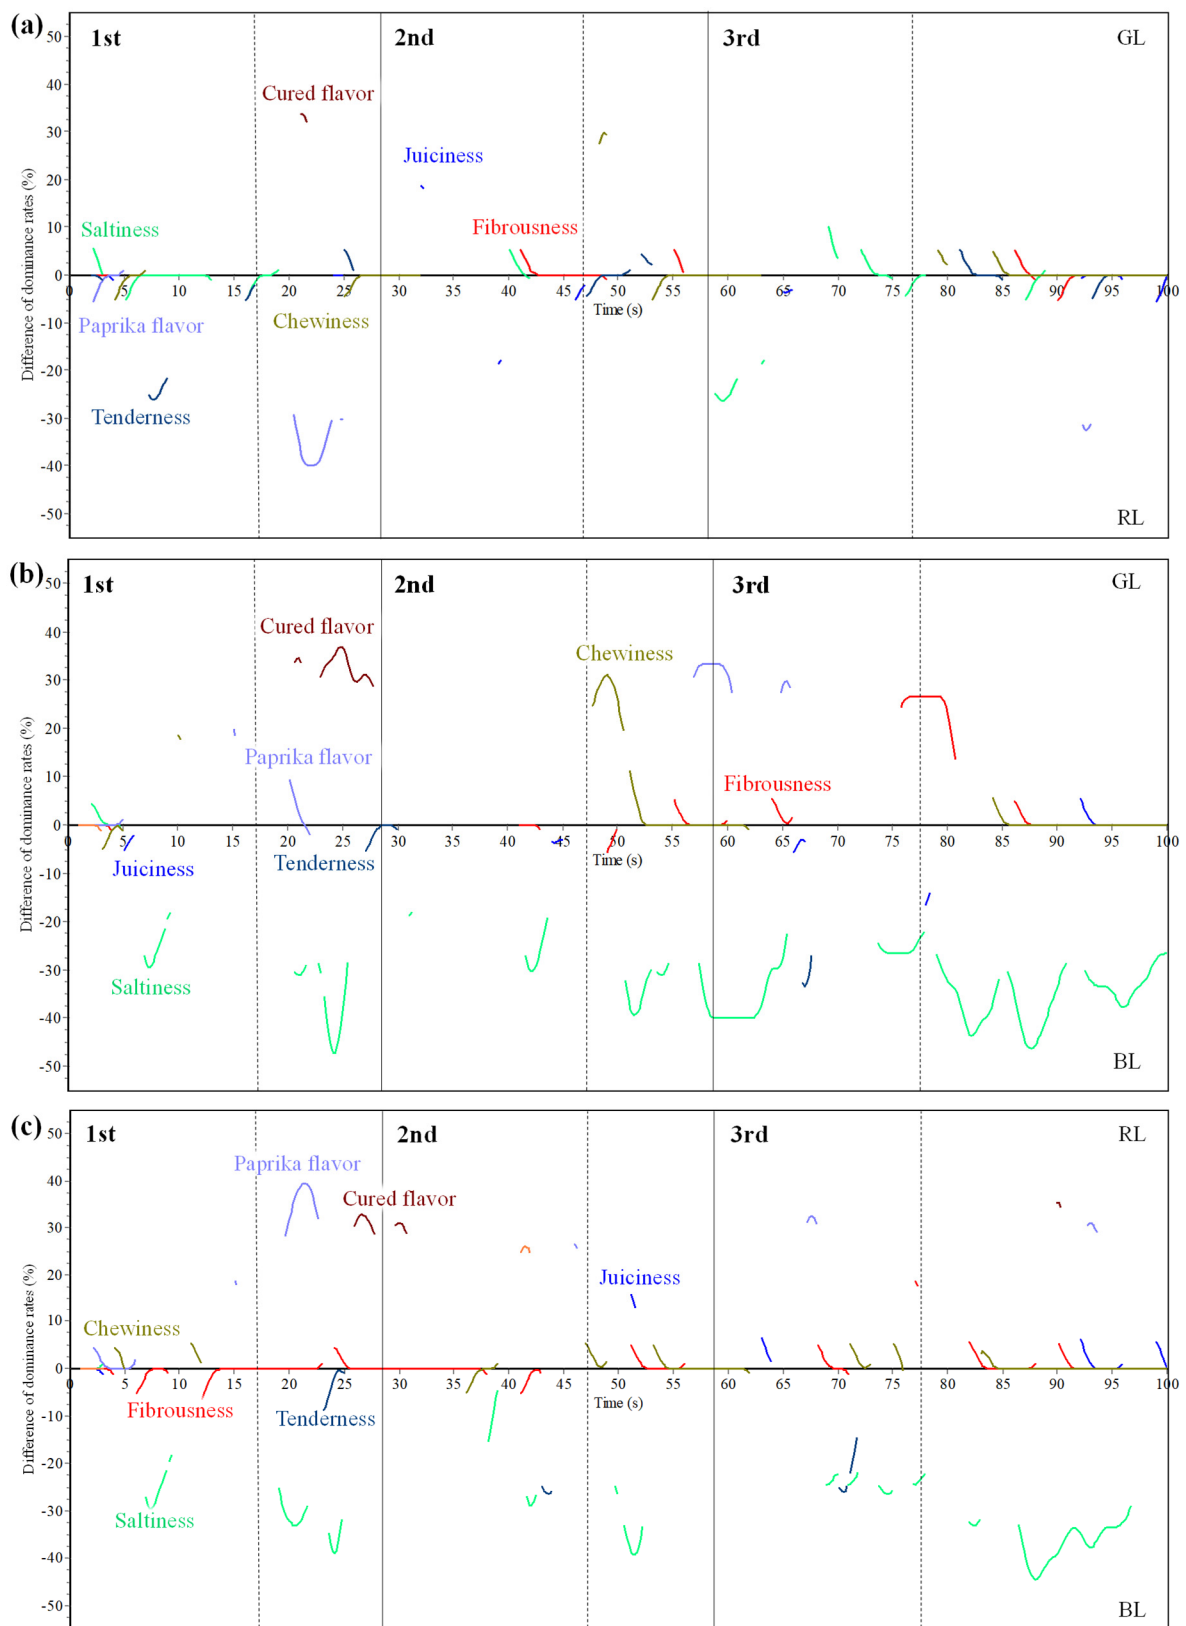 (a)
1st
2nd
3rd
GL
Cured flavor
Juiciness
Saltiness
Fibrousness
Paprika flavor
Chewiness
Tenderness
RL
Difference of dominance rates (%)
50
40
30
20
10
0
-10
-20
-30
-40
-50
0 5 10 15 20 25 30 35 40 45 50 55 60 65 70 75 80 85 90 95 100
Time (s)
(b)
1st
2nd
3rd
GL
Cured flavor
Chewiness
Paprika flavor
Fibrousness
Juiciness
Tenderness
Saltiness
BL
Difference of dominance rates (%)
50
40
30
20
10
0
-10
-20
-30
-40
-50
0 5 10 15 20 25 30 35 40 45 50 55 60 65 70 75 80 85 90 95 100
Time (s)
(c)
1st
2nd
3rd
RL
Paprika flavor
Cured flavor
Juiciness
Chewiness
Fibrousness
Tenderness
Saltiness
BL
Difference of dominance rates (%)
50
40
30
20
10
0
-10
-20
-30
-40
-50
0 5 10 15 20 25 30 35 40 45 50 55 60 65 70 75 80 85 90 95 100
Time (s)